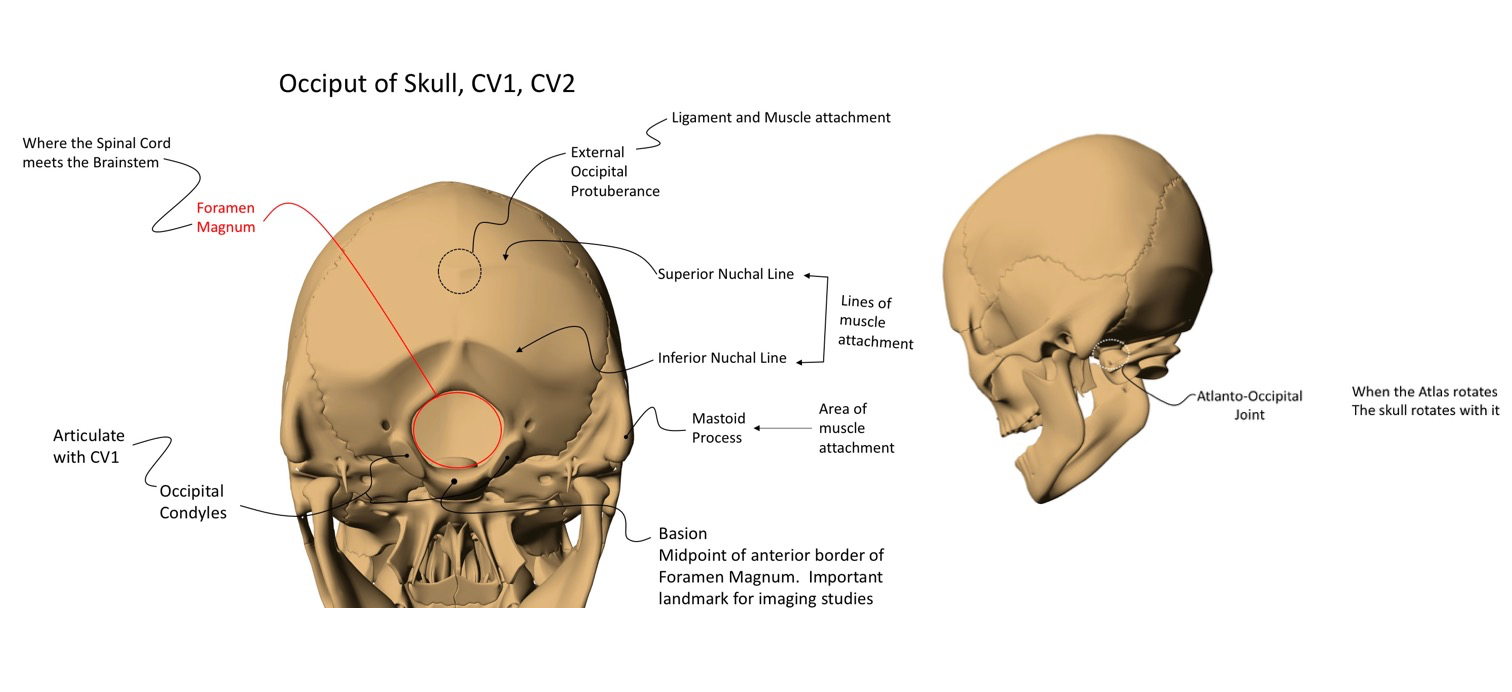 Occiput of Skull, CV1, CV2
Ligament and Muscle attachment
Where the Spinal Cord
meets the Brainstem
External
Occipital
Protuberance
Foramen
Magnum
Superior Nuchal Line
Lines of
muscle
attachment
Inferior Nuchal Line
Mastoid
Process
Area of
muscle
attachment
Atlanto-Occipital
Joint
When the Atlas rotates
The skull rotates with it
Articulate
with CV1
Occipital
Condyles
Basion
Midpoint of anterior border of
Foramen Magnum. Important
landmark for imaging studies